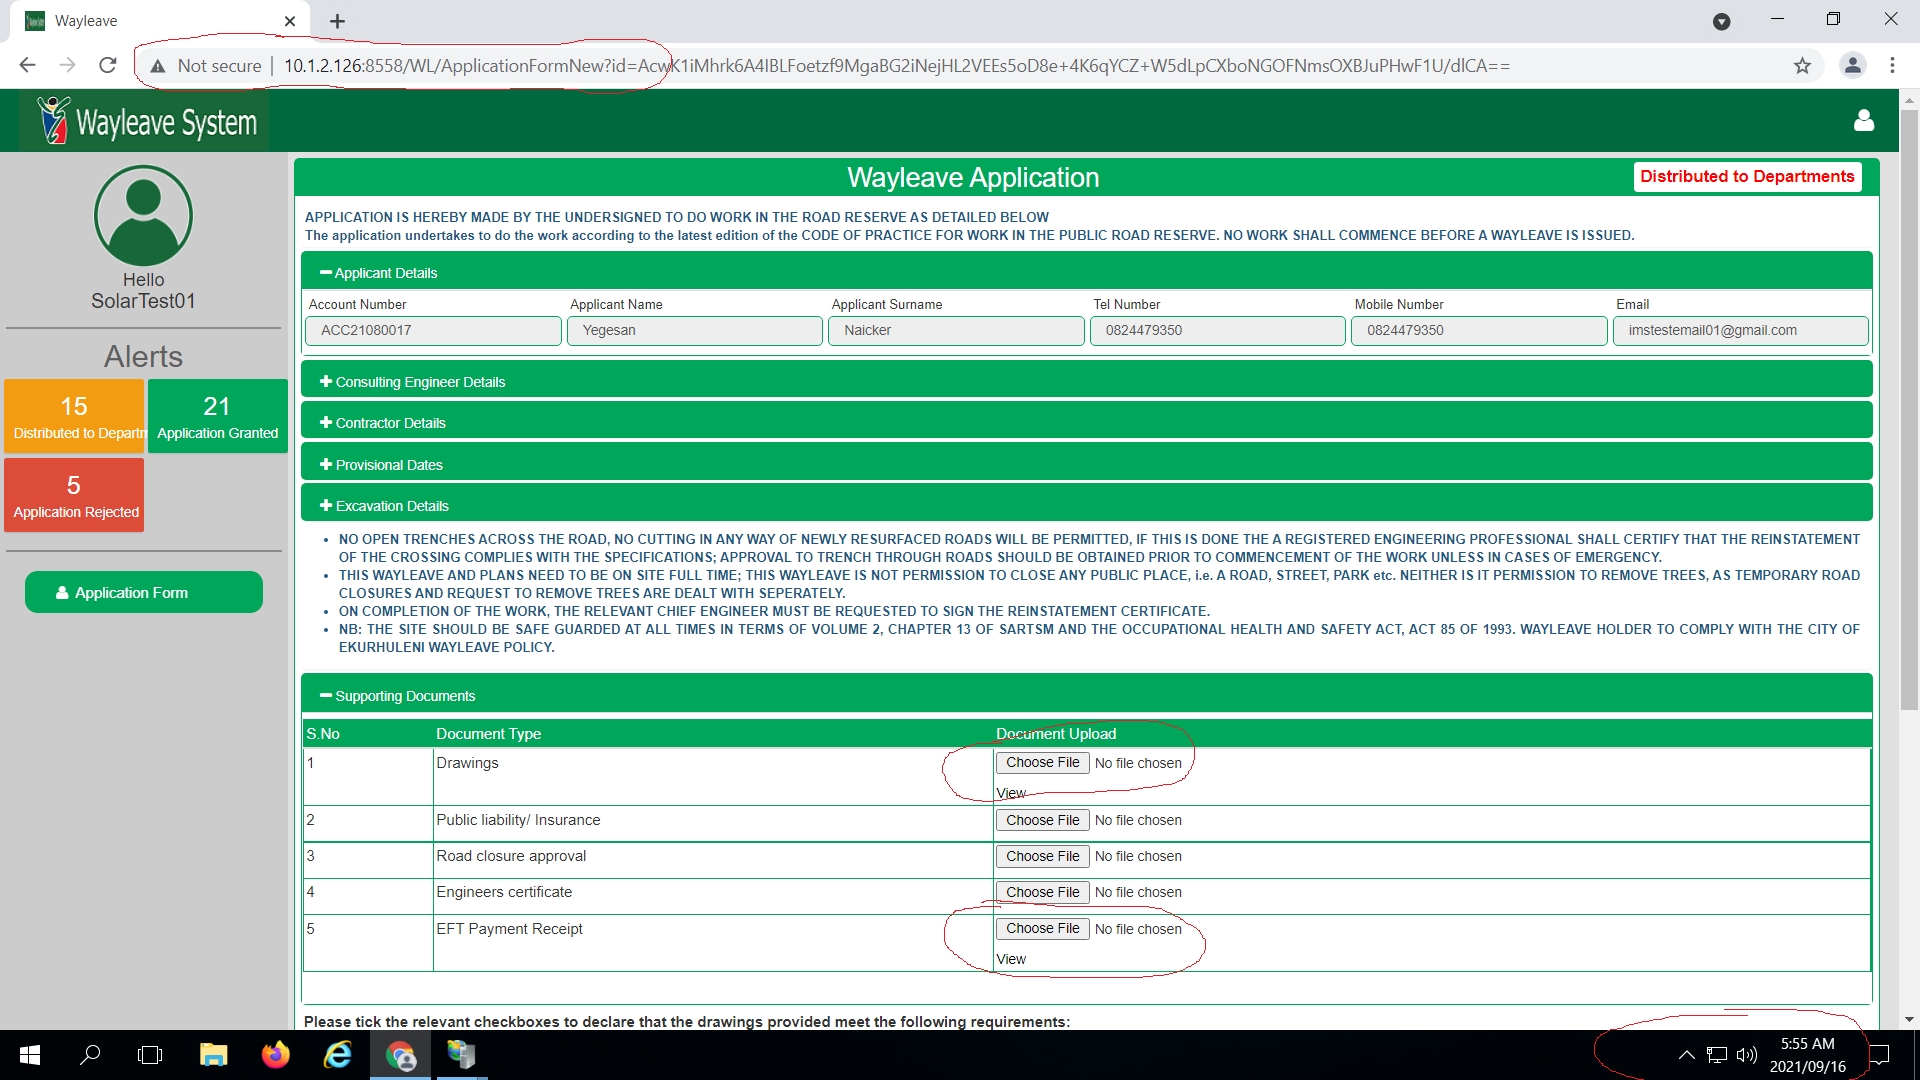 Wayleave
Not secure 10.1.2.126:8558/WL/ApplicationFormNew?id=AcwK1iMhrk6A4IBLFoetzf9MgaBG2iNejHL2VEEs5oD8e+4K6qYCZ+W5dLpCXboNGOFNmsOXBJuPHwF1U/dlCA==
Wayleave System
Wayleave Application
Distributed to Departments
APPLICATION IS HEREBY MADE BY THE UNDERSIGNED TO DO WORK IN THE ROAD RESERVE AS DETAILED BELOW
The application undertakes to do the work according to the latest edition of the CODE OF PRACTICE FOR WORK IN THE PUBLIC ROAD RESERVE. NO WORK SHALL COMMENCE BEFORE A WAYLEAVE IS ISSUED.
Hello
SolarTest01
Alerts
15
Distributed to Departm
21
Application Granted
5
Application Rejected
Application Form
Applicant Details
Account Number Applicant Name Applicant Surname Tel Number Mobile Number Email
ACC21080017 Yegesan Naicker 0824479350 0824479350 imstestemail01@gmail.com
Consulting Engineer Details
Contractor Details
Provisional Dates
Excavation Details
• NO OPEN TRENCHES ACROSS THE ROAD, NO CUTTING IN ANY WAY OF NEWLY RESURFACED ROADS WILL BE PERMITTED, IF THIS IS DONE THE A REGISTERED ENGINEERING PROFESSIONAL SHALL CERTIFY THAT THE REINSTATEMENT
OF THE CROSSING COMPLIES WITH THE SPECIFICATIONS; APPROVAL TO TRENCH THROUGH ROADS SHOULD BE OBTAINED PRIOR TO COMMENCEMENT OF THE WORK UNLESS IN CASES OF EMERGENCY.
• THIS WAYLEAVE AND PLANS NEED TO BE ON SITE FULL TIME; THIS WAYLEAVE IS NOT PERMISSION TO CLOSE ANY PUBLIC PLACE, i.e. A ROAD, STREET, PARK etc. NEITHER IS IT PERMISSION TO REMOVE TREES, AS TEMPORARY ROAD
CLOSURES AND REQUEST TO REMOVE TREES ARE DEALT WITH SEPERATELY.
• ON COMPLETION OF THE WORK, THE RELEVANT CHIEF ENGINEER MUST BE REQUESTED TO SIGN THE REINSTATEMENT CERTIFICATE.
• NB: THE SITE SHOULD BE SAFE GUARDED AT ALL TIMES IN TERMS OF VOLUME 2, CHAPTER 13 OF SARTSM AND THE OCCUPATIONAL HEALTH AND SAFETY ACT, ACT 85 OF 1993. WAYLEAVE HOLDER TO COMPLY WITH THE CITY OF
EKURHULENI WAYLEAVE POLICY.
Supporting Documents
S.No Document Type Document Upload
1 Drawings Choose File No file chosen
View
2 Public liability/ Insurance Choose File No file chosen
3 Road closure approval Choose File No file chosen
4 Engineers certificate Choose File No file chosen
5 EFT Payment Receipt Choose File No file chosen
View
Please tick the relevant checkboxes to declare that the drawings provided meet the following requirements:
5:55 AM
2021/09/16